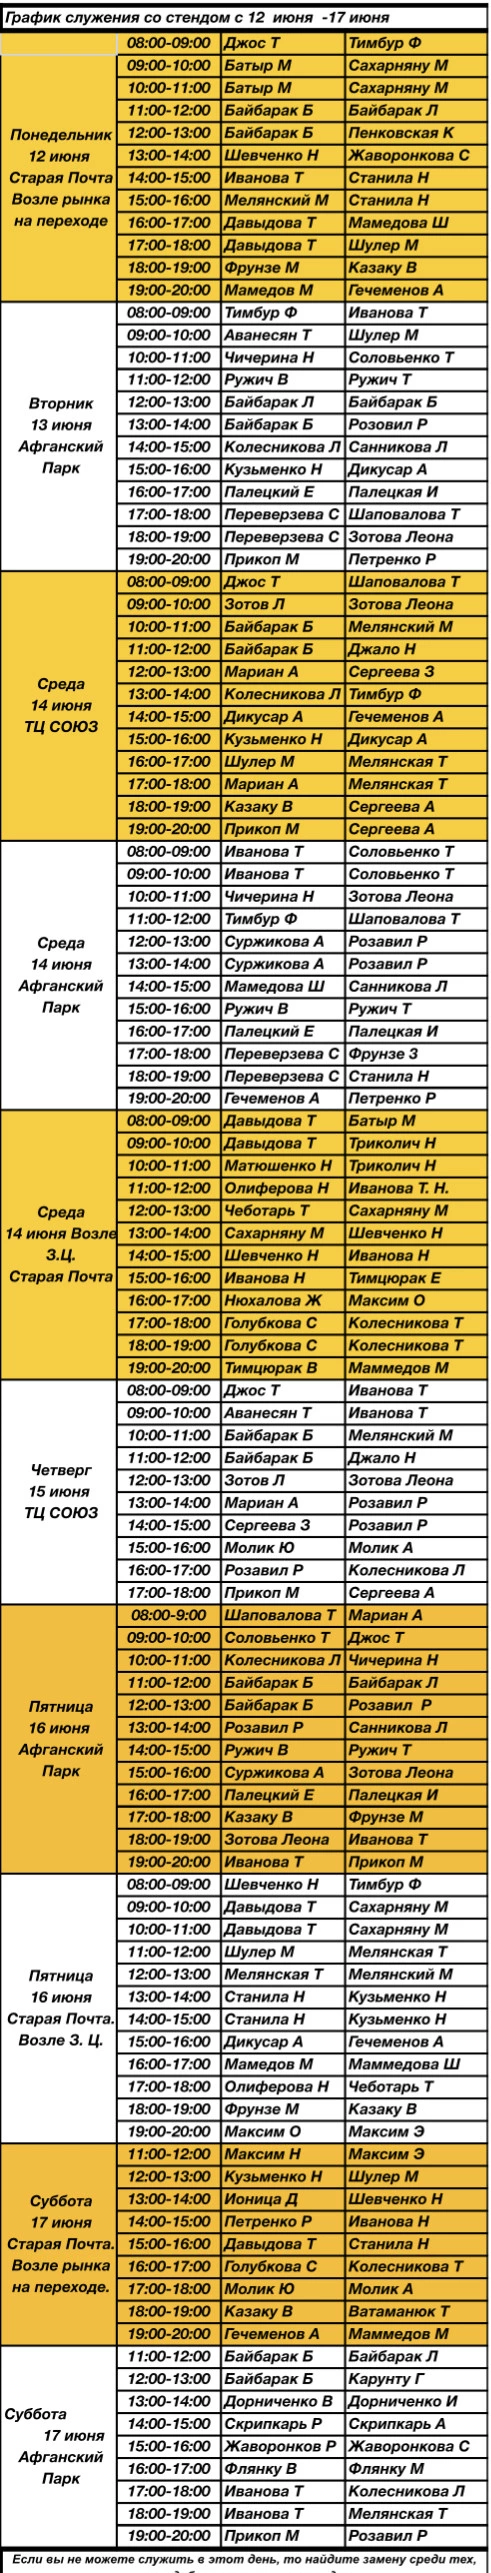 График служения со стендом с 12 июня -17 июня
Понедельник
12 июня
Старая Почта
Возле рынка
на переходе
08:00-09:00 Джос Т Тимбур Ф
09:00-10:00 Батыр М Сахарняну М
10:00-11:00 Батыр М Сахарняну М
11:00-12:00 Байбарак Б Байбарак Л
12:00-13:00 Байбарак Б Пенковская К
13:00-14:00 Шевченко Н Жаворонкова С
14:00-15:00 Иванова Т Станила Н
15:00-16:00 Мелянский М Станила Н
16:00-17:00 Давыдова Т Мамедова Ш
17:00-18:00 Давыдова Т Шулер М
18:00-19:00 Фрунзе М Казаку В
19:00-20:00 Мамедов М Гечеменов А
Вторник
13 июня
Афганский
Парк
08:00-09:00 Тимбур Ф Иванова Т
09:00-10:00 Аванесян Т Шулер М
10:00-11:00 Чичерина Н Соловьенко Т
11:00-12:00 Ружич В Ружич Т
12:00-13:00 Байбарак Л Байбарак Б
13:00-14:00 Байбарак Б Розовил Р
14:00-15:00 Колесникова Л Санникова Л
15:00-16:00 Кузьменко Н Дикусар А
16:00-17:00 Палецкий Е Палецкая И
17:00-18:00 Переверзева С Шаповалова Т
18:00-19:00 Переверзева С Зотова Леона
19:00-20:00 Прикоп М Петренко Р
Среда
14 июня
ТЦ СОЮЗ
08:00-09:00 Джос Т Шаповалова Т
09:00-10:00 Зотов Л Зотова Леона
10:00-11:00 Байбарак Б Мелянский М
11:00-12:00 Байбарак Б Джало Н
12:00-13:00 Мариан А Сергеева З
13:00-14:00 Колесникова Л Тимбур Ф
14:00-15:00 Дикусар А Гечеменов А
15:00-16:00 Кузьменко Н Дикусар А
16:00-17:00 Шулер М Мелянская Т
17:00-18:00 Мариан А Мелянская Т
18:00-19:00 Казаку В Сергеева А
19:00-20:00 Прикоп М Сергеева А
Среда
14 июня
Афганский
Парк
08:00-09:00 Иванова Т Соловьенко Т
09:00-10:00 Иванова Т Соловьенко Т
10:00-11:00 Чичерина Н Зотова Леона
11:00-12:00 Тимбур Ф Шаповалова Т
12:00-13:00 Суржикова А Розавил Р
13:00-14:00 Суржикова А Розавил Р
14:00-15:00 Мамедова Ш Санникова Л
15:00-16:00 Ружич В Ружич Т
16:00-17:00 Палецкий Е Палецкая И
17:00-18:00 Переверзева С Фрунзе З
18:00-19:00 Переверзева С Станила Н
19:00-20:00 Гечеменов А Петренко Р
Среда
14 июня Возле
З.Ц.
Старая Почта
08:00-09:00 Давыдова Т Батыр М
09:00-10:00 Давыдова Т Триколич Н
10:00-11:00 Матюшенко Н Триколич Н
11:00-12:00 Олиферова Н Иванова Т. Н.
12:00-13:00 Чеботарь Т Сахарняну М
13:00-14:00 Сахарняну М Шевченко Н
14:00-15:00 Шевченко Н Иванова Н
15:00-16:00 Иванова Н Тимцюрак Е
16:00-17:00 Нюхалова Ж Максим О
17:00-18:00 Голубкова С Колесникова Т
18:00-19:00 Голубкова С Колесникова Т
19:00-20:00 Тимцюрак В Маммедов М
Четверг
15 июня
ТЦ СОЮЗ
08:00-09:00 Джос Т Иванова Т
09:00-10:00 Аванесян Т Иванова Т
10:00-11:00 Байбарак Б Мелянский М
11:00-12:00 Байбарак Б Джало Н
12:00-13:00 Зотов Л Зотова Леона
13:00-14:00 Мариан А Розавил Р
14:00-15:00 Сергеева З Розавил Р
15:00-16:00 Молик Ю Молик А
16:00-17:00 Розавил Р Колесникова Л
17:00-18:00 Прикоп М Сергеева А
Пятница
16 июня
Афганский
Парк
08:00-9:00 Шаповалова Т Мариан А
09:00-10:00 Соловьенко Т Джос Т
10:00-11:00 Колесникова Л Чичерина Н
11:00-12:00 Байбарак Б Байбарак Л
12:00-13:00 Байбарак Б Розавил Р
13:00-14:00 Розавил Р Санникова Л
14:00-15:00 Ружич В Ружич Т
15:00-16:00 Суржикова А Зотова Леона
16:00-17:00 Палецкий Е Палецкая И
17:00-18:00 Казаку В Фрунзе М
18:00-19:00 Зотова Леона Иванова Т
19:00-20:00 Иванова Т Прикоп М
Пятница
16 июня
Старая Почта.
Возле З. Ц.
08:00-09:00 Шевченко Н Тимбур Ф
09:00-10:00 Давыдова Т Сахарняну М
10:00-11:00 Давыдова Т Сахарняну М
11:00-12:00 Шулер М Мелянская Т
12:00-13:00 Мелянская Т Мелянский М
13:00-14:00 Станила Н Кузьменко Н
14:00-15:00 Станила Н Кузьменко Н
15:00-16:00 Дикусар А Гечеменов А
16:00-17:00 Мамедов М Маммедова Ш
17:00-18:00 Олиферова Н Чеботарь Т
18:00-19:00 Фрунзе М Казаку В
19:00-20:00 Максим О Максим Э
Суббота
17 июня
Старая Почта.
Возле рынка
на переходе.
11:00-12:00 Максим Н Максим Э
12:00-13:00 Кузьменко Н Шулер М
13:00-14:00 Ионица Д Шевченко Н
14:00-15:00 Петренко Р Иванова Н
15:00-16:00 Давыдова Т Станила Н
16:00-17:00 Голубкова С Колесникова Т
17:00-18:00 Молик Ю Молик А
18:00-19:00 Казаку В Ватаманюк Т
19:00-20:00 Гечеменов А Маммедов М
Суббота
17 июня
Афганский
Парк
11:00-12:00 Байбарак Б Байбарак Л
12:00-13:00 Байбарак Б Карунту Г
13:00-14:00 Дорниченко В Дорниченко И
14:00-15:00 Скрипкарь Р Скрипкарь А
15:00-16:00 Жаворонков Р Жаворонкова С
16:00-17:00 Флянку В Флянку М
17:00-18:00 Иванова Т Колесникова Л
18:00-19:00 Иванова Т Мелянская Т
19:00-20:00 Прикоп М Розавил Р
Если вы не можете служить в этот день, то найдите замену среди тех,